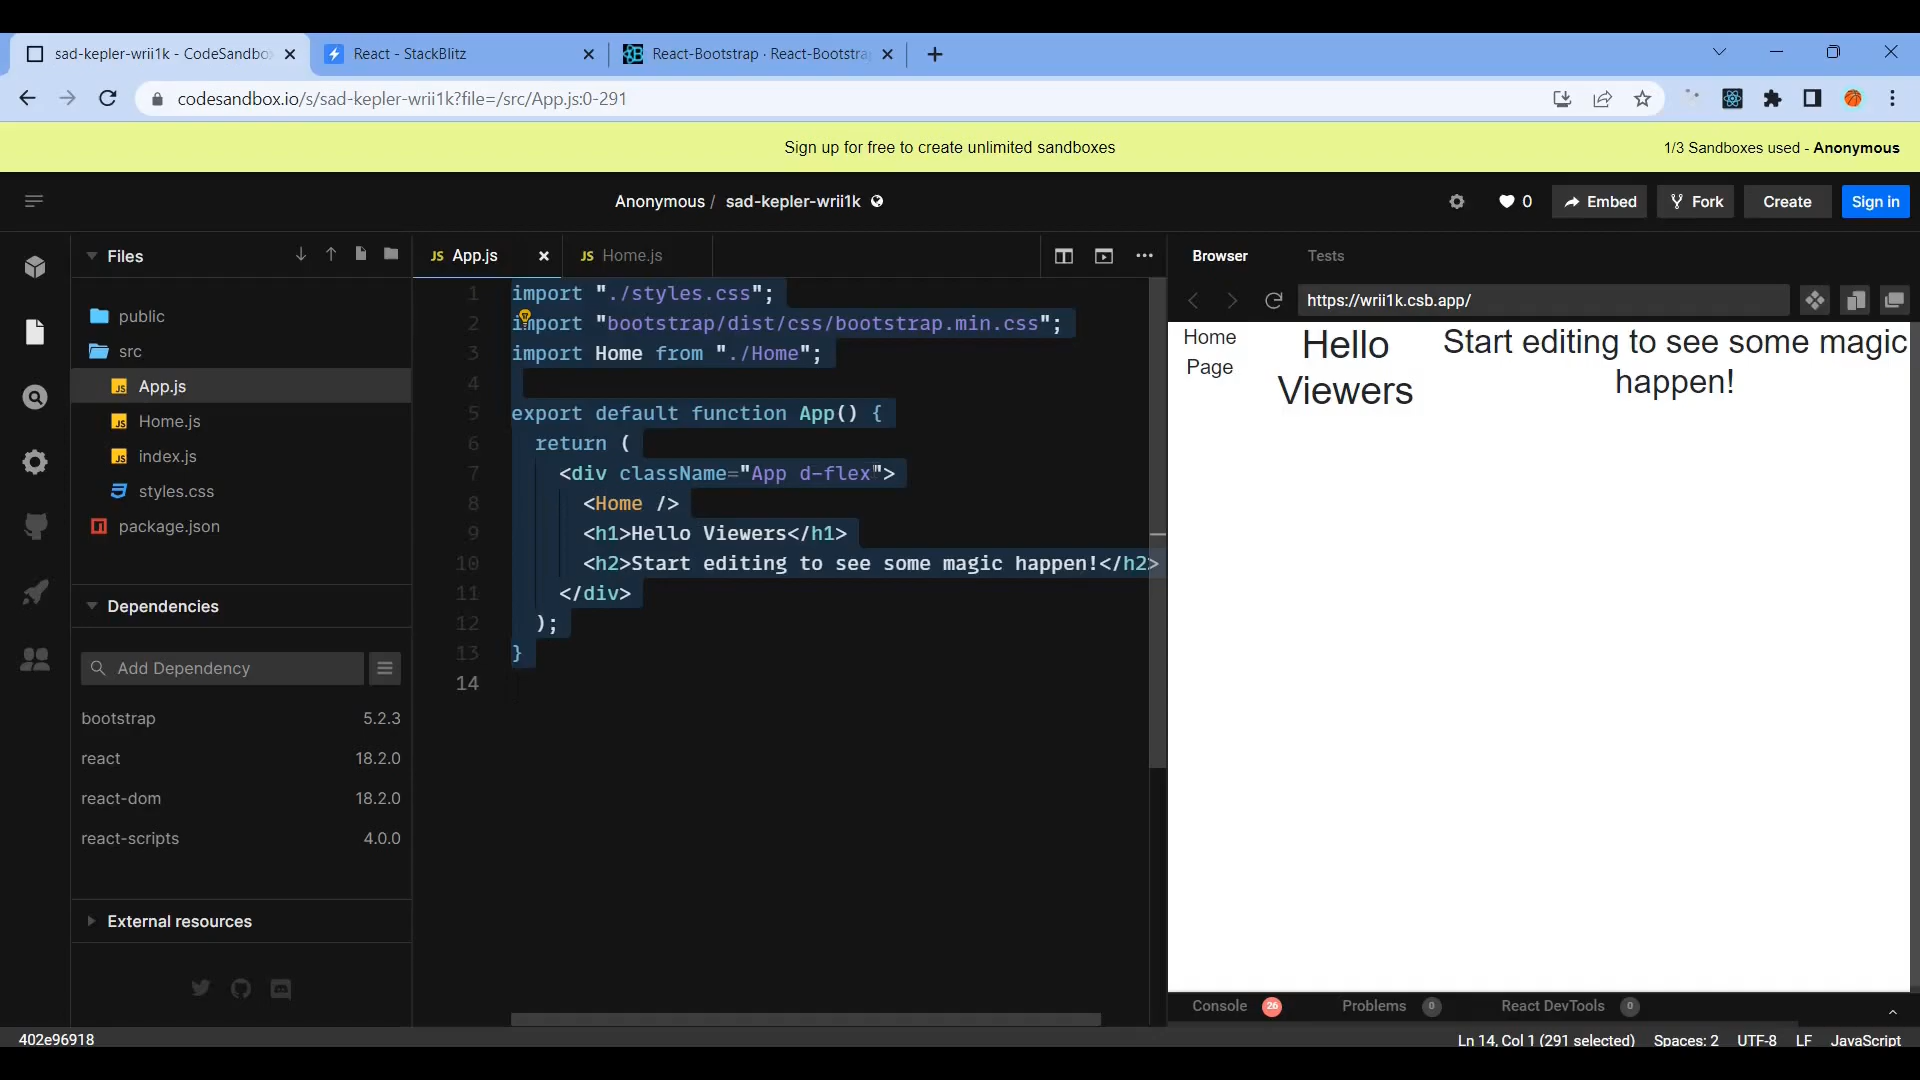 sad-kepler-wrii1k - CodeSandbox
React - StackBlitz
React-Bootstrap · React-Bootstra
codesandbox.io/s/sad-kepler-wrii1k?file=/src/App.js:0-291
Sign up for free to create unlimited sandboxes
1/3 Sandboxes used - Anonymous
Anonymous / sad-kepler-wrii1k
0
Embed
Fork
Create
Sign in
Files
public
src
App.js
Home.js
index.js
styles.css
package.json
Dependencies
Add Dependency
bootstrap 5.2.3
react 18.2.0
react-dom 18.2.0
react-scripts 4.0.0
External resources
JS App.js
JS Home.js
1 import "./styles.css";
2 import "bootstrap/dist/css/bootstrap.min.css";
3 import Home from "./Home";
4
5 export default function App() {
6 return (
7 <div className="App d-flex">
8 <Home />
9 <h1>Hello Viewers</h1>
10 <h2>Start editing to see some magic happen!</h2>
11 </div>
12 );
13 }
14
Browser
Tests
https://wrii1k.csb.app/
Home
Page
Hello
Viewers
Start editing to see some magic
happen!
Console 26
Problems 0
React DevTools 0
402e96918
Ln 14, Col 1 (291 selected)
Spaces: 2
UTF-8
LF
JavaScript